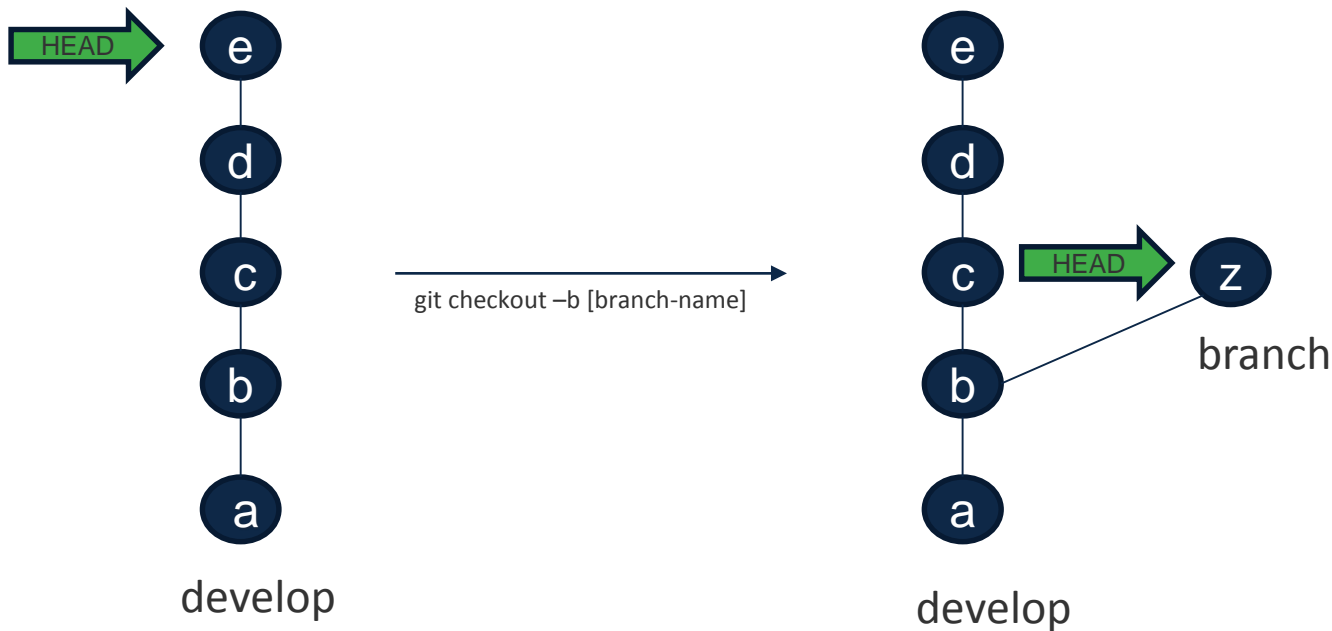 HEAD
e
d
c
b
a
develop
git checkout –b [branch-name]
e
d
c
HEAD
z
branch
b
a
develop